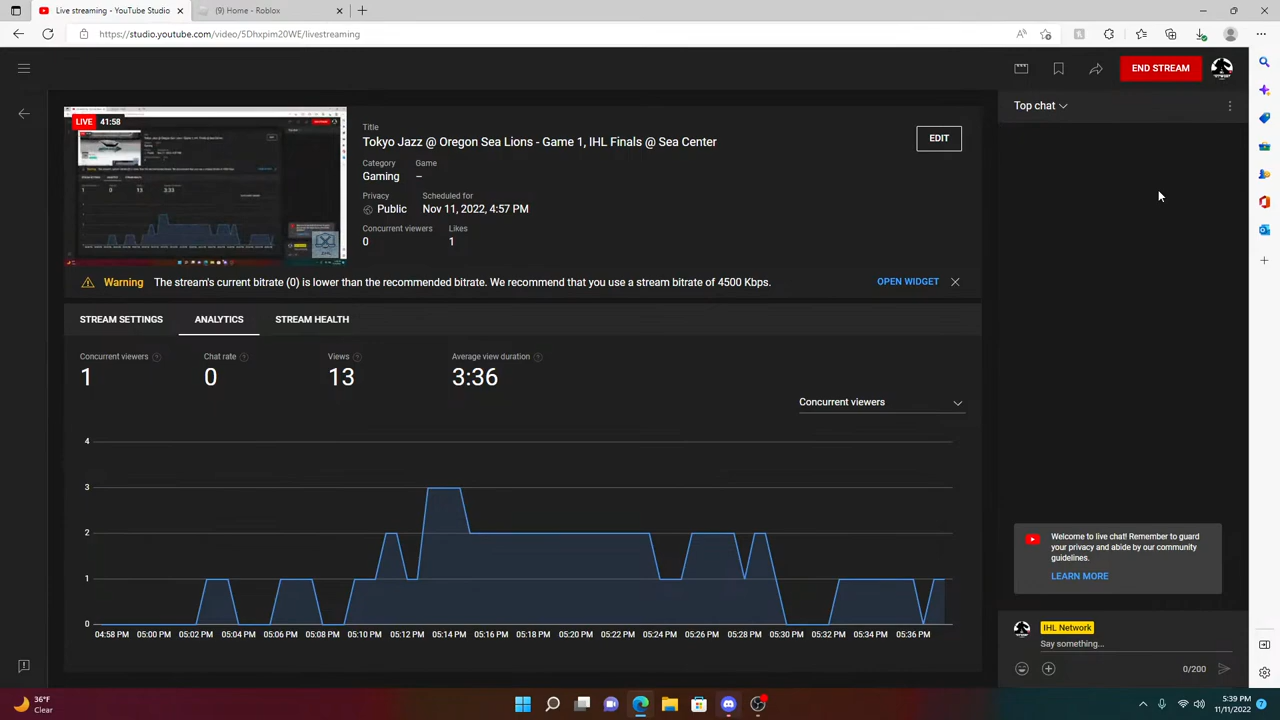 Live streaming - YouTube Studio
(9) Home - Roblox
https://studio.youtube.com/video/5Dhxpim20WE/livestreaming
END STREAM
LIVE 41:58
Title
Tokyo Jazz @ Oregon Sea Lions - Game 1, IHL Finals @ Sea Center
EDIT
Category Game
Gaming –
Privacy Scheduled for
Public Nov 11, 2022, 4:57 PM
Concurrent viewers Likes
0 1
Top chat
Warning The stream's current bitrate (0) is lower than the recommended bitrate. We recommend that you use a stream bitrate of 4500 Kbps.
OPEN WIDGET
STREAM SETTINGS ANALYTICS STREAM HEALTH
Concurrent viewers Chat rate Views Average view duration
1 0 13 3:36
Concurrent viewers
4
3
2
1
0
04:58 PM 05:00 PM 05:02 PM 05:04 PM 05:06 PM 05:08 PM 05:10 PM 05:12 PM 05:14 PM 05:16 PM 05:18 PM 05:20 PM 05:22 PM 05:24 PM 05:26 PM 05:28 PM 05:30 PM 05:32 PM 05:34 PM 05:36 PM
Welcome to live chat! Remember to guard
your privacy and abide by our community
guidelines.
LEARN MORE
IHL Network
Say something...
0/200
36°F
Clear
5:39 PM
11/11/2022